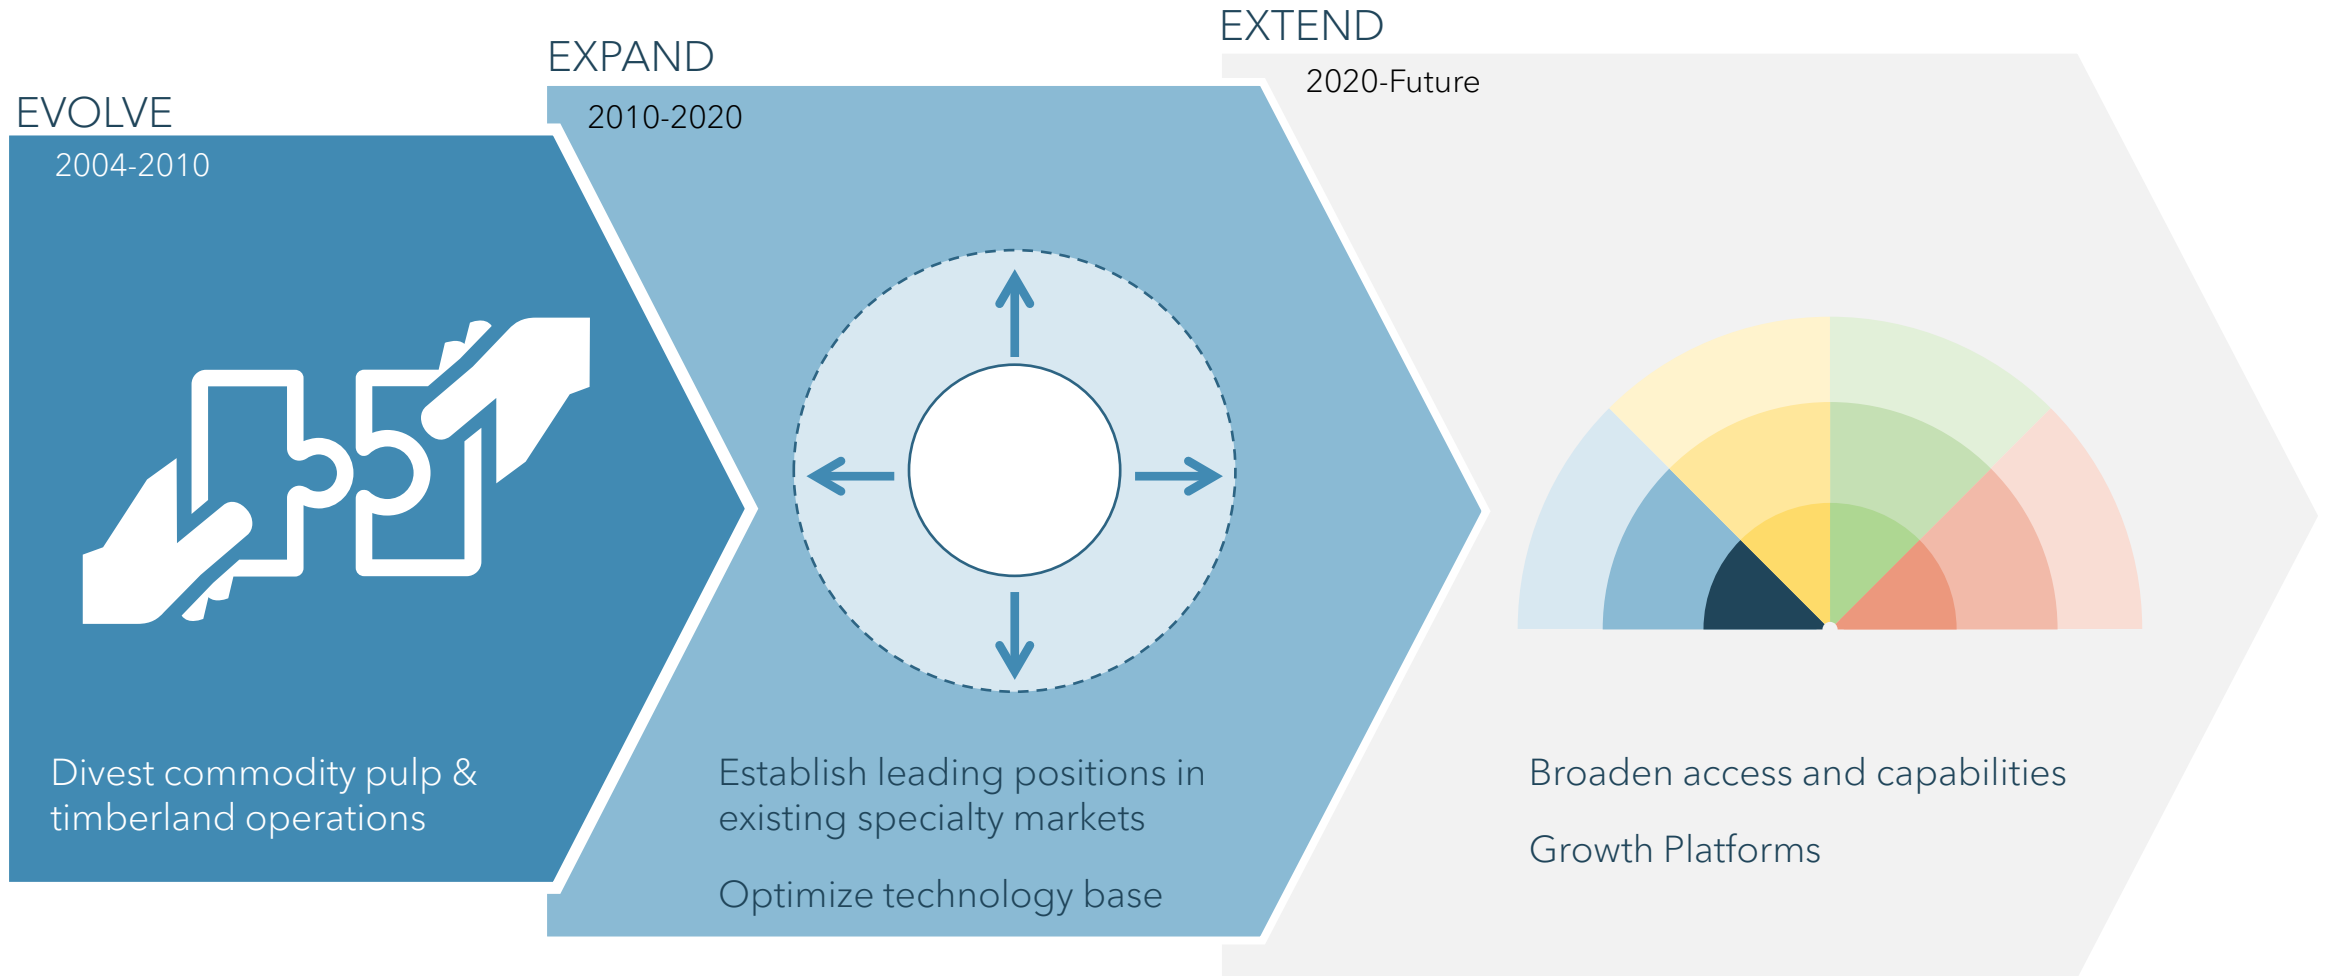 EVOLVE
2004-2010
Divest commodity pulp &
timberland operations
EXPAND
2010-2020
Establish leading positions in
existing specialty markets
Optimize technology base
EXTEND
2020-Future
Broaden access and capabilities
Growth Platforms